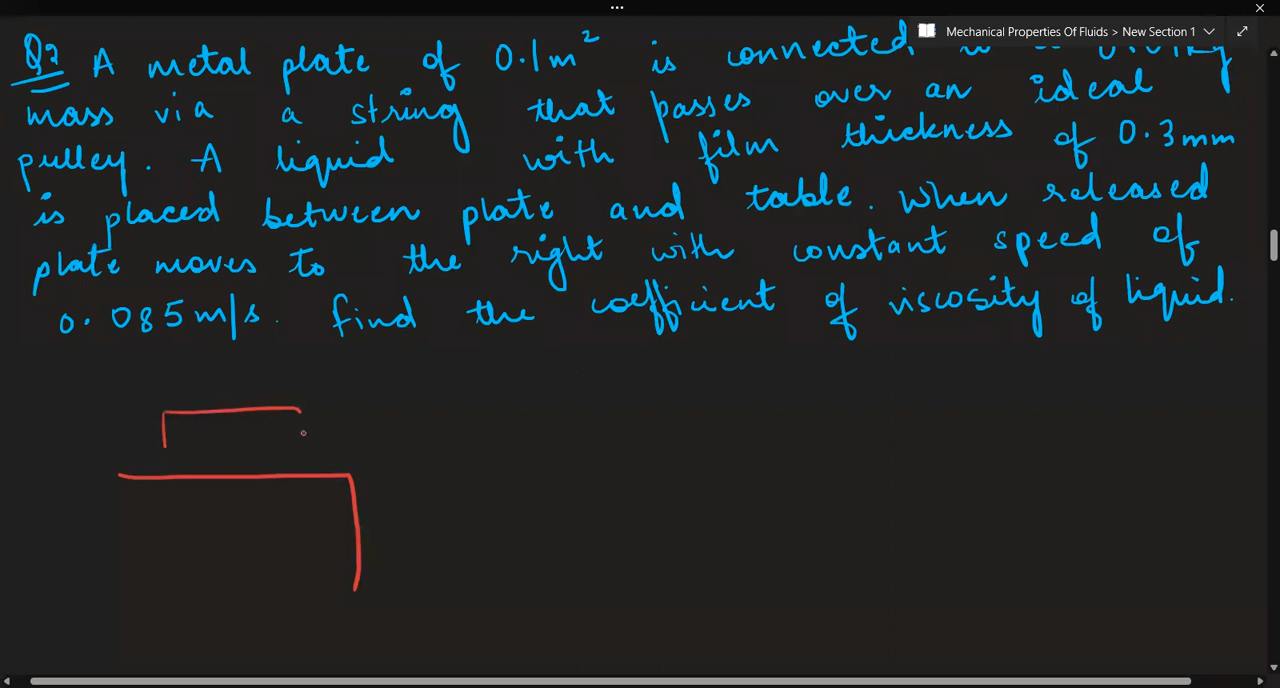 Mechanical Properties Of Fluids > New Section 1
Q2 A metal plate of 0.1m² is connected
mass via a string that passes over an ideal
pulley. A liquid with film thickness of 0.3mm
is placed between plate and table. When released
plate moves to the right with constant speed of
0.085m/s. find the coefficient of viscosity of liquid.